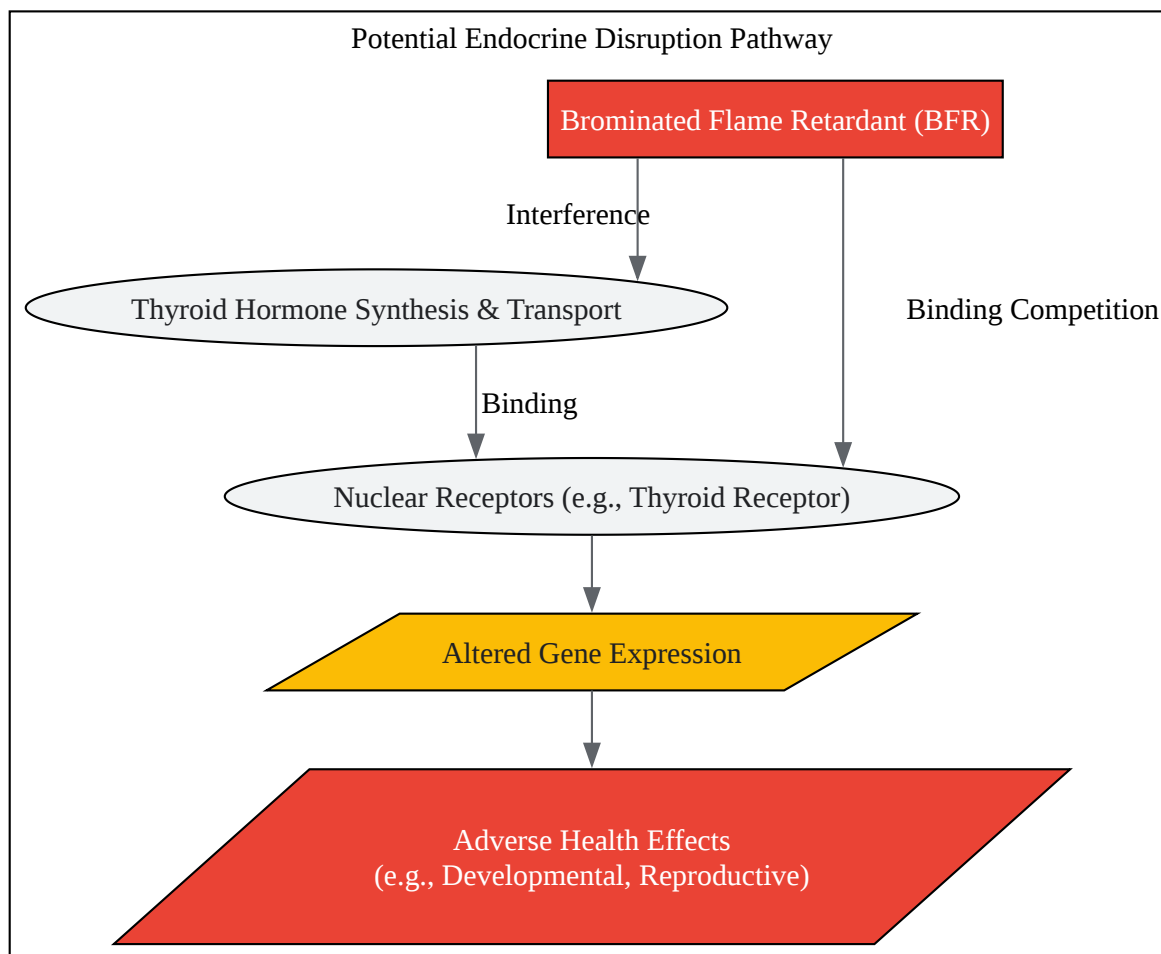 Potential Endocrine Disruption Pathway
Brominated Flame Retardant (BFR)
Interference
Thyroid Hormone Synthesis & Transport
Binding Competition
Binding
Nuclear Receptors (e.g., Thyroid Receptor)
Altered Gene Expression
Adverse Health Effects
(e.g., Developmental, Reproductive)